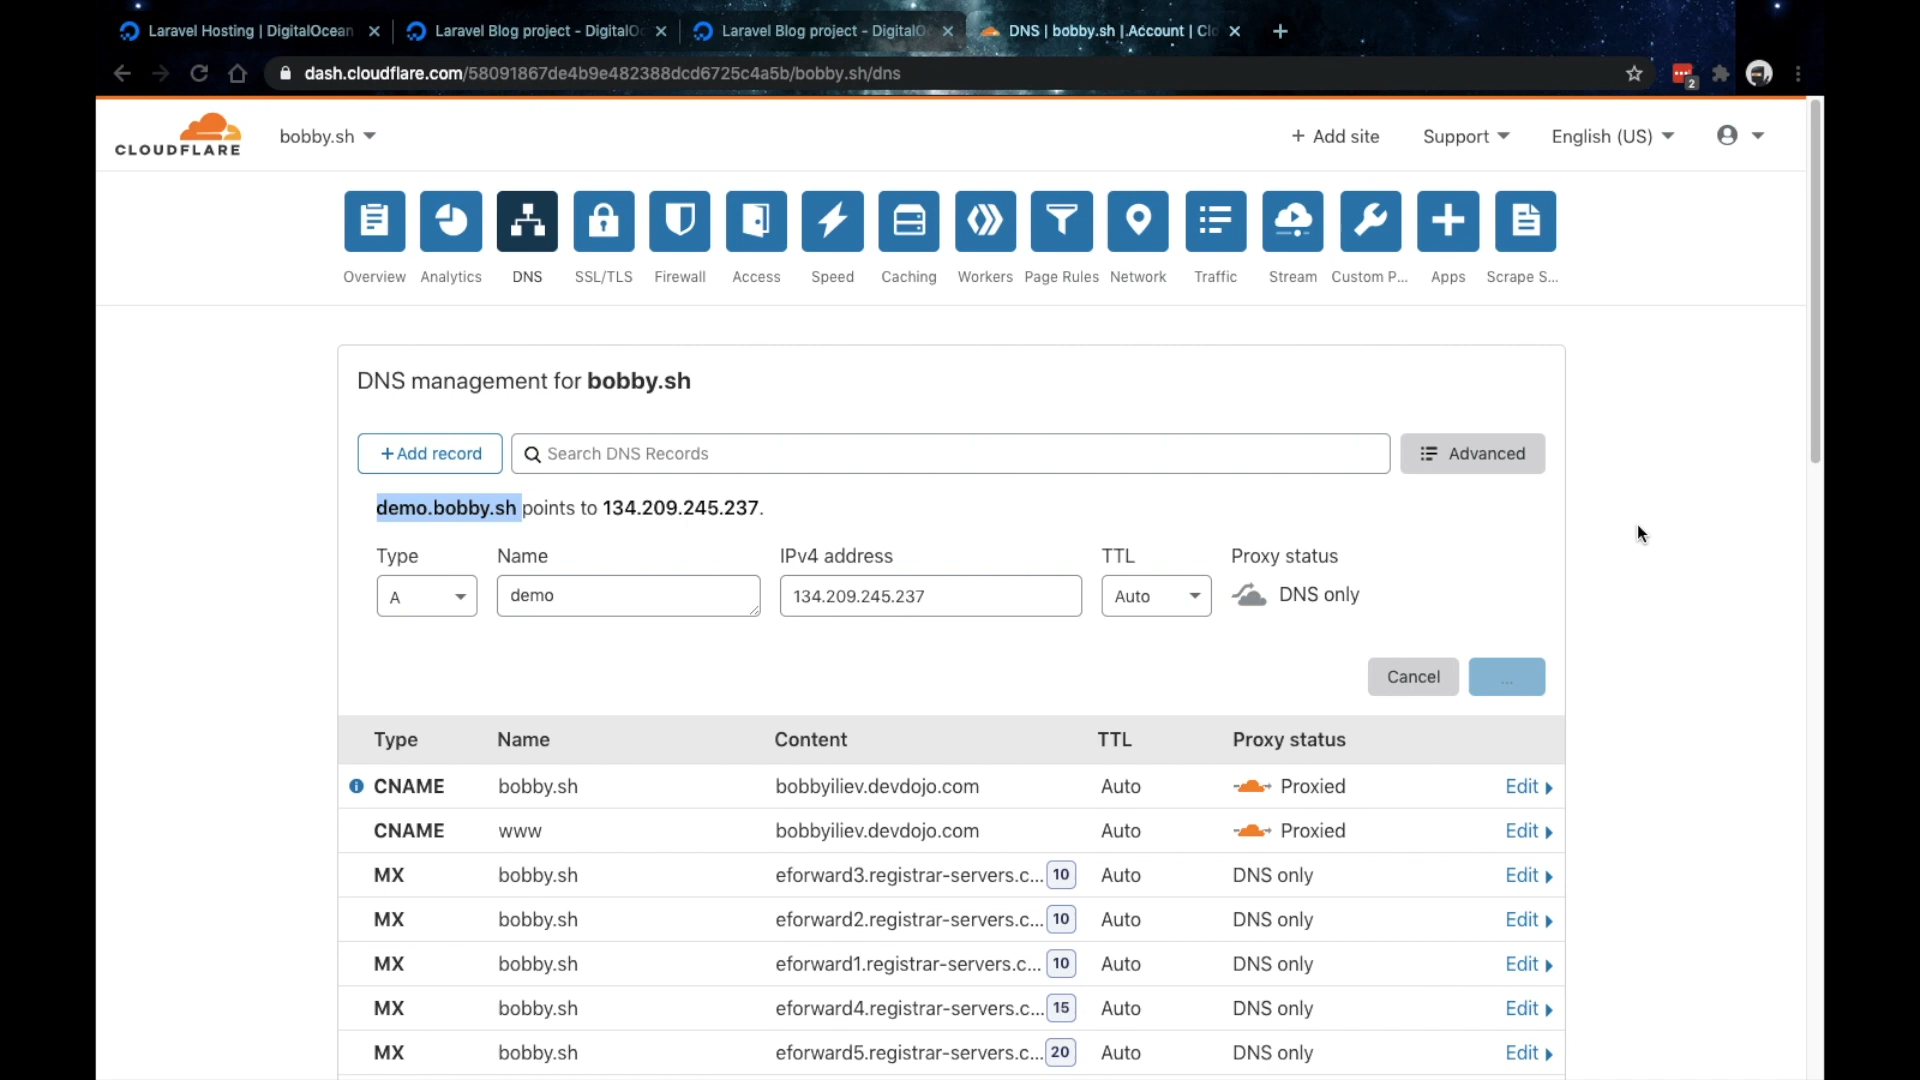 Laravel Hosting | DigitalOcean
Laravel Blog project - DigitalOc
Laravel Blog project - DigitalOc
DNS | bobby.sh | Account | Clo
dash.cloudflare.com/58091867de4b9e482388dcd6725c4a5b/bobby.sh/dns
2
CLOUDFLARE
bobby.sh
+ Add site
Support
English (US)
Overview
Analytics
DNS
SSL/TLS
Firewall
Access
Speed
Caching
Workers
Page Rules
Network
Traffic
Stream
Custom P...
Apps
Scrape S...
DNS management for bobby.sh
+ Add record
Search DNS Records
Advanced
demo.bobby.sh points to 134.209.245.237.
Type Name IPv4 address TTL Proxy status
A demo 134.209.245.237 Auto DNS only
Cancel ...
Type Name Content TTL Proxy status
CNAME bobby.sh bobbyiliev.devdojo.com Auto Proxied Edit
CNAME www bobbyiliev.devdojo.com Auto Proxied Edit
MX bobby.sh eforward3.registrar-servers.c... 10 Auto DNS only Edit
MX bobby.sh eforward2.registrar-servers.c... 10 Auto DNS only Edit
MX bobby.sh eforward1.registrar-servers.c... 10 Auto DNS only Edit
MX bobby.sh eforward4.registrar-servers.c... 15 Auto DNS only Edit
MX bobby.sh eforward5.registrar-servers.c... 20 Auto DNS only Edit